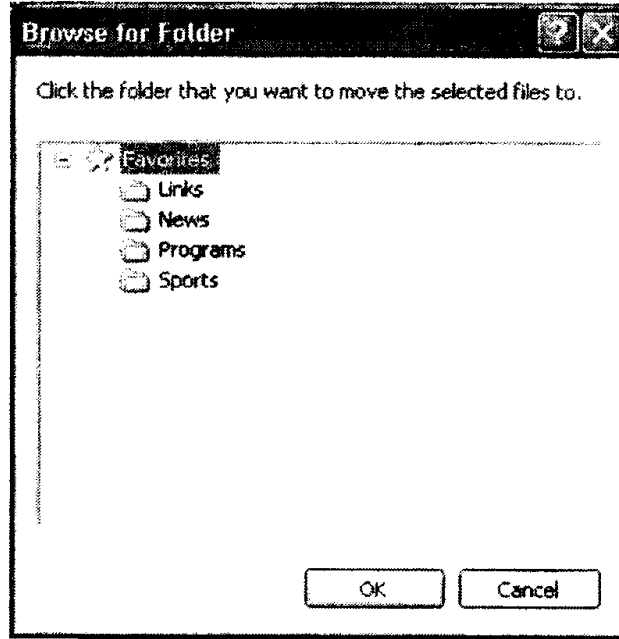 Browse for Folder
Click the folder that you want to move the selected files to.
Favorites
Links
News
Programs
Sports
OK
Cancel